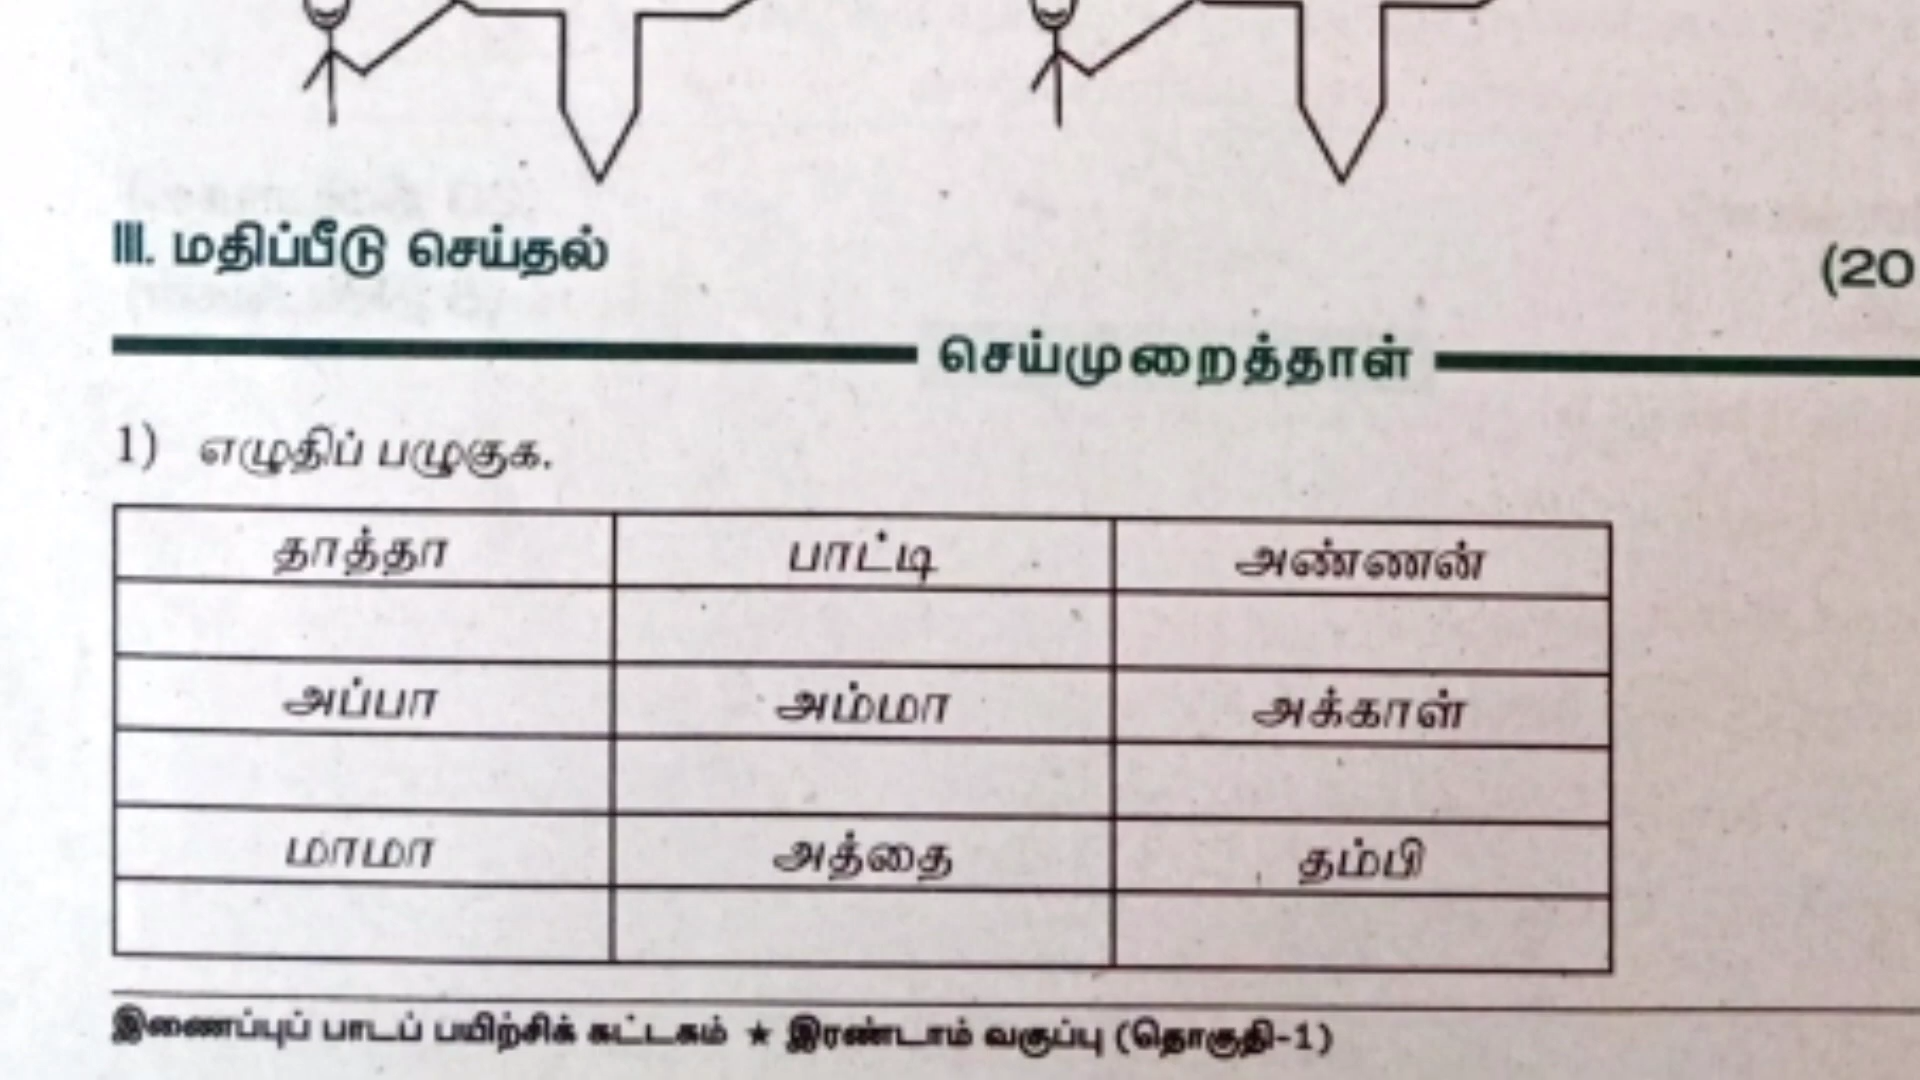 III. மதிப்பீடு செய்தல்
(20
செய்முறைத்தாள்
1) எழுதிப் பழுகுக.
தாத்தா பாட்டி அண்ணன்
அப்பா அம்மா அக்காள்
மாமா அத்தை தம்பி
இணைப்புப் பாடப் பயிற்சிக் கட்டகம் ★ இரண்டாம் வகுப்பு (தொகுதி-1)